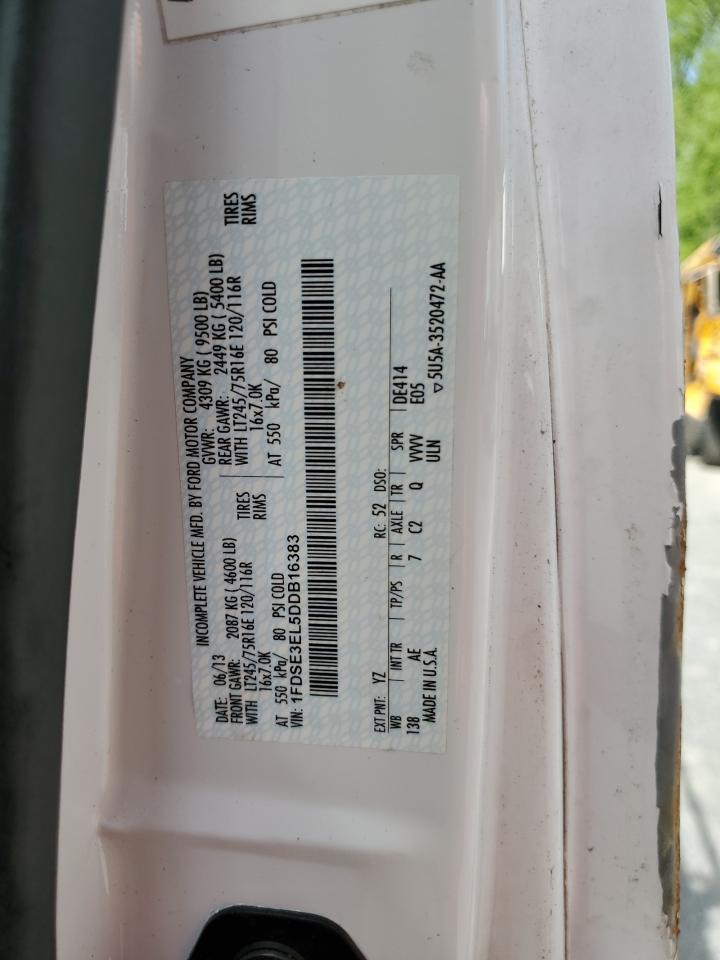 INCOMPLETE VEHICLE MFD. BY FORD MOTOR COMPANY
DATE: 06/13 GVWR: 4309 KG ( 9500 LB)
FRONT GAWR: 2087 KG ( 4600 LB) REAR GAWR: 2449 KG ( 5400 LB)
WITH LT245/75R16E 120/116R TIRES WITH LT245/75R16E 120/116R TIRES
16x7.0K RIMS 16x7.0K RIMS
AT 550 kPa/ 80 PSI COLD AT 550 kPa/ 80 PSI COLD
VIN: 1FDSE3EL5DDB16383
EXT PNT: YZ RC: 52 DSO:
WB INT TR TP/PS R AXLE TR SPR DE414
138 AE 7 C2 Q VVVV E05
MADE IN U.S.A. ULN
▽5U5A-3520472-AA